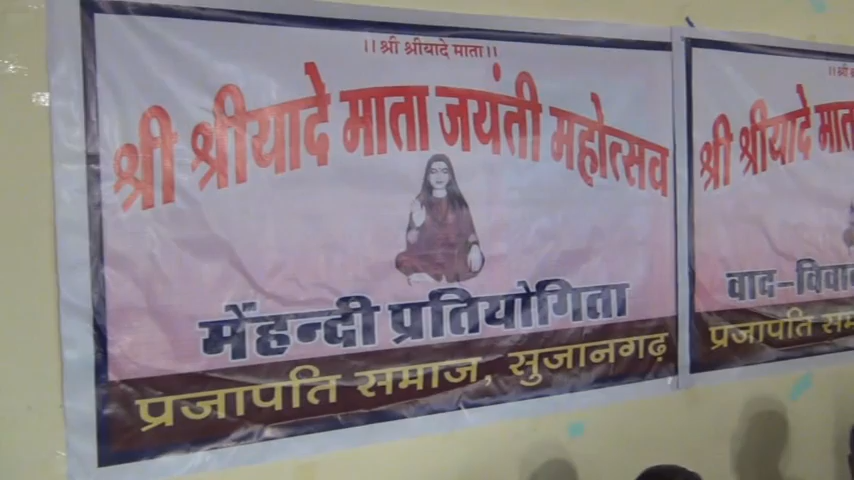 ।। श्री श्रीयादे माता ।।
श्री श्रीयादे माता जयंती महोत्सव
मेंहन्दी प्रतियोगिता
प्रजापति समाज, सुजानगढ़
श्री श्रीयादे
वाद-विवाद
प्रजापति